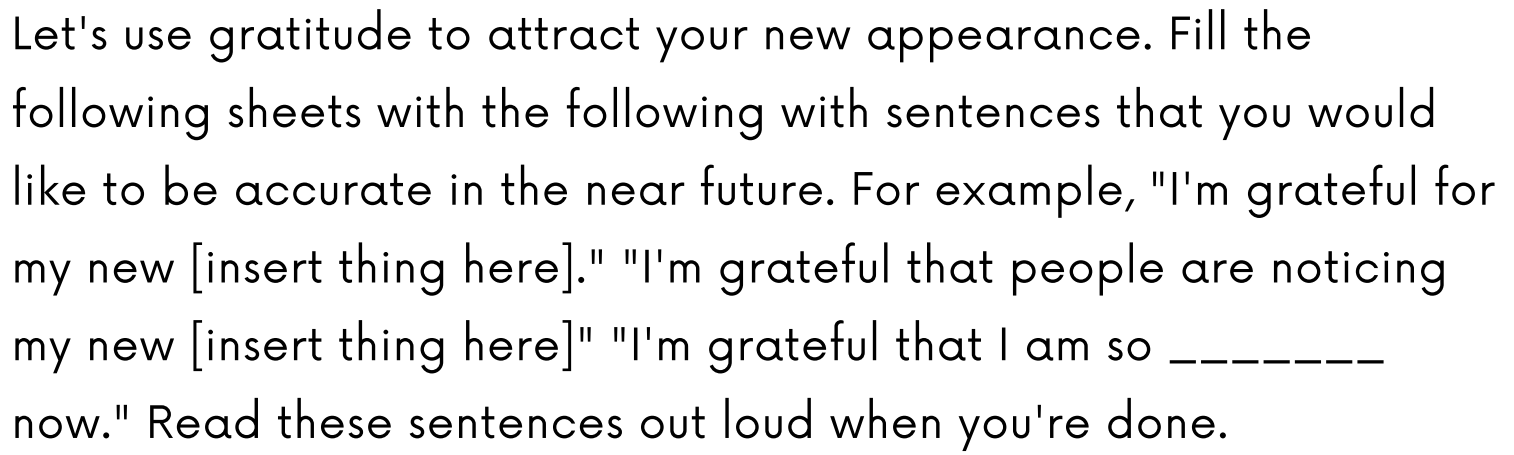 Let's use gratitude to attract your new appearance. Fill the
following sheets with the following with sentences that you would
like to be accurate in the near future. For example, "I'm grateful for
my new [insert thing here]." "I'm grateful that people are noticing
my new [insert thing here]" "I'm grateful that I am so _______
now." Read these sentences out loud when you're done.